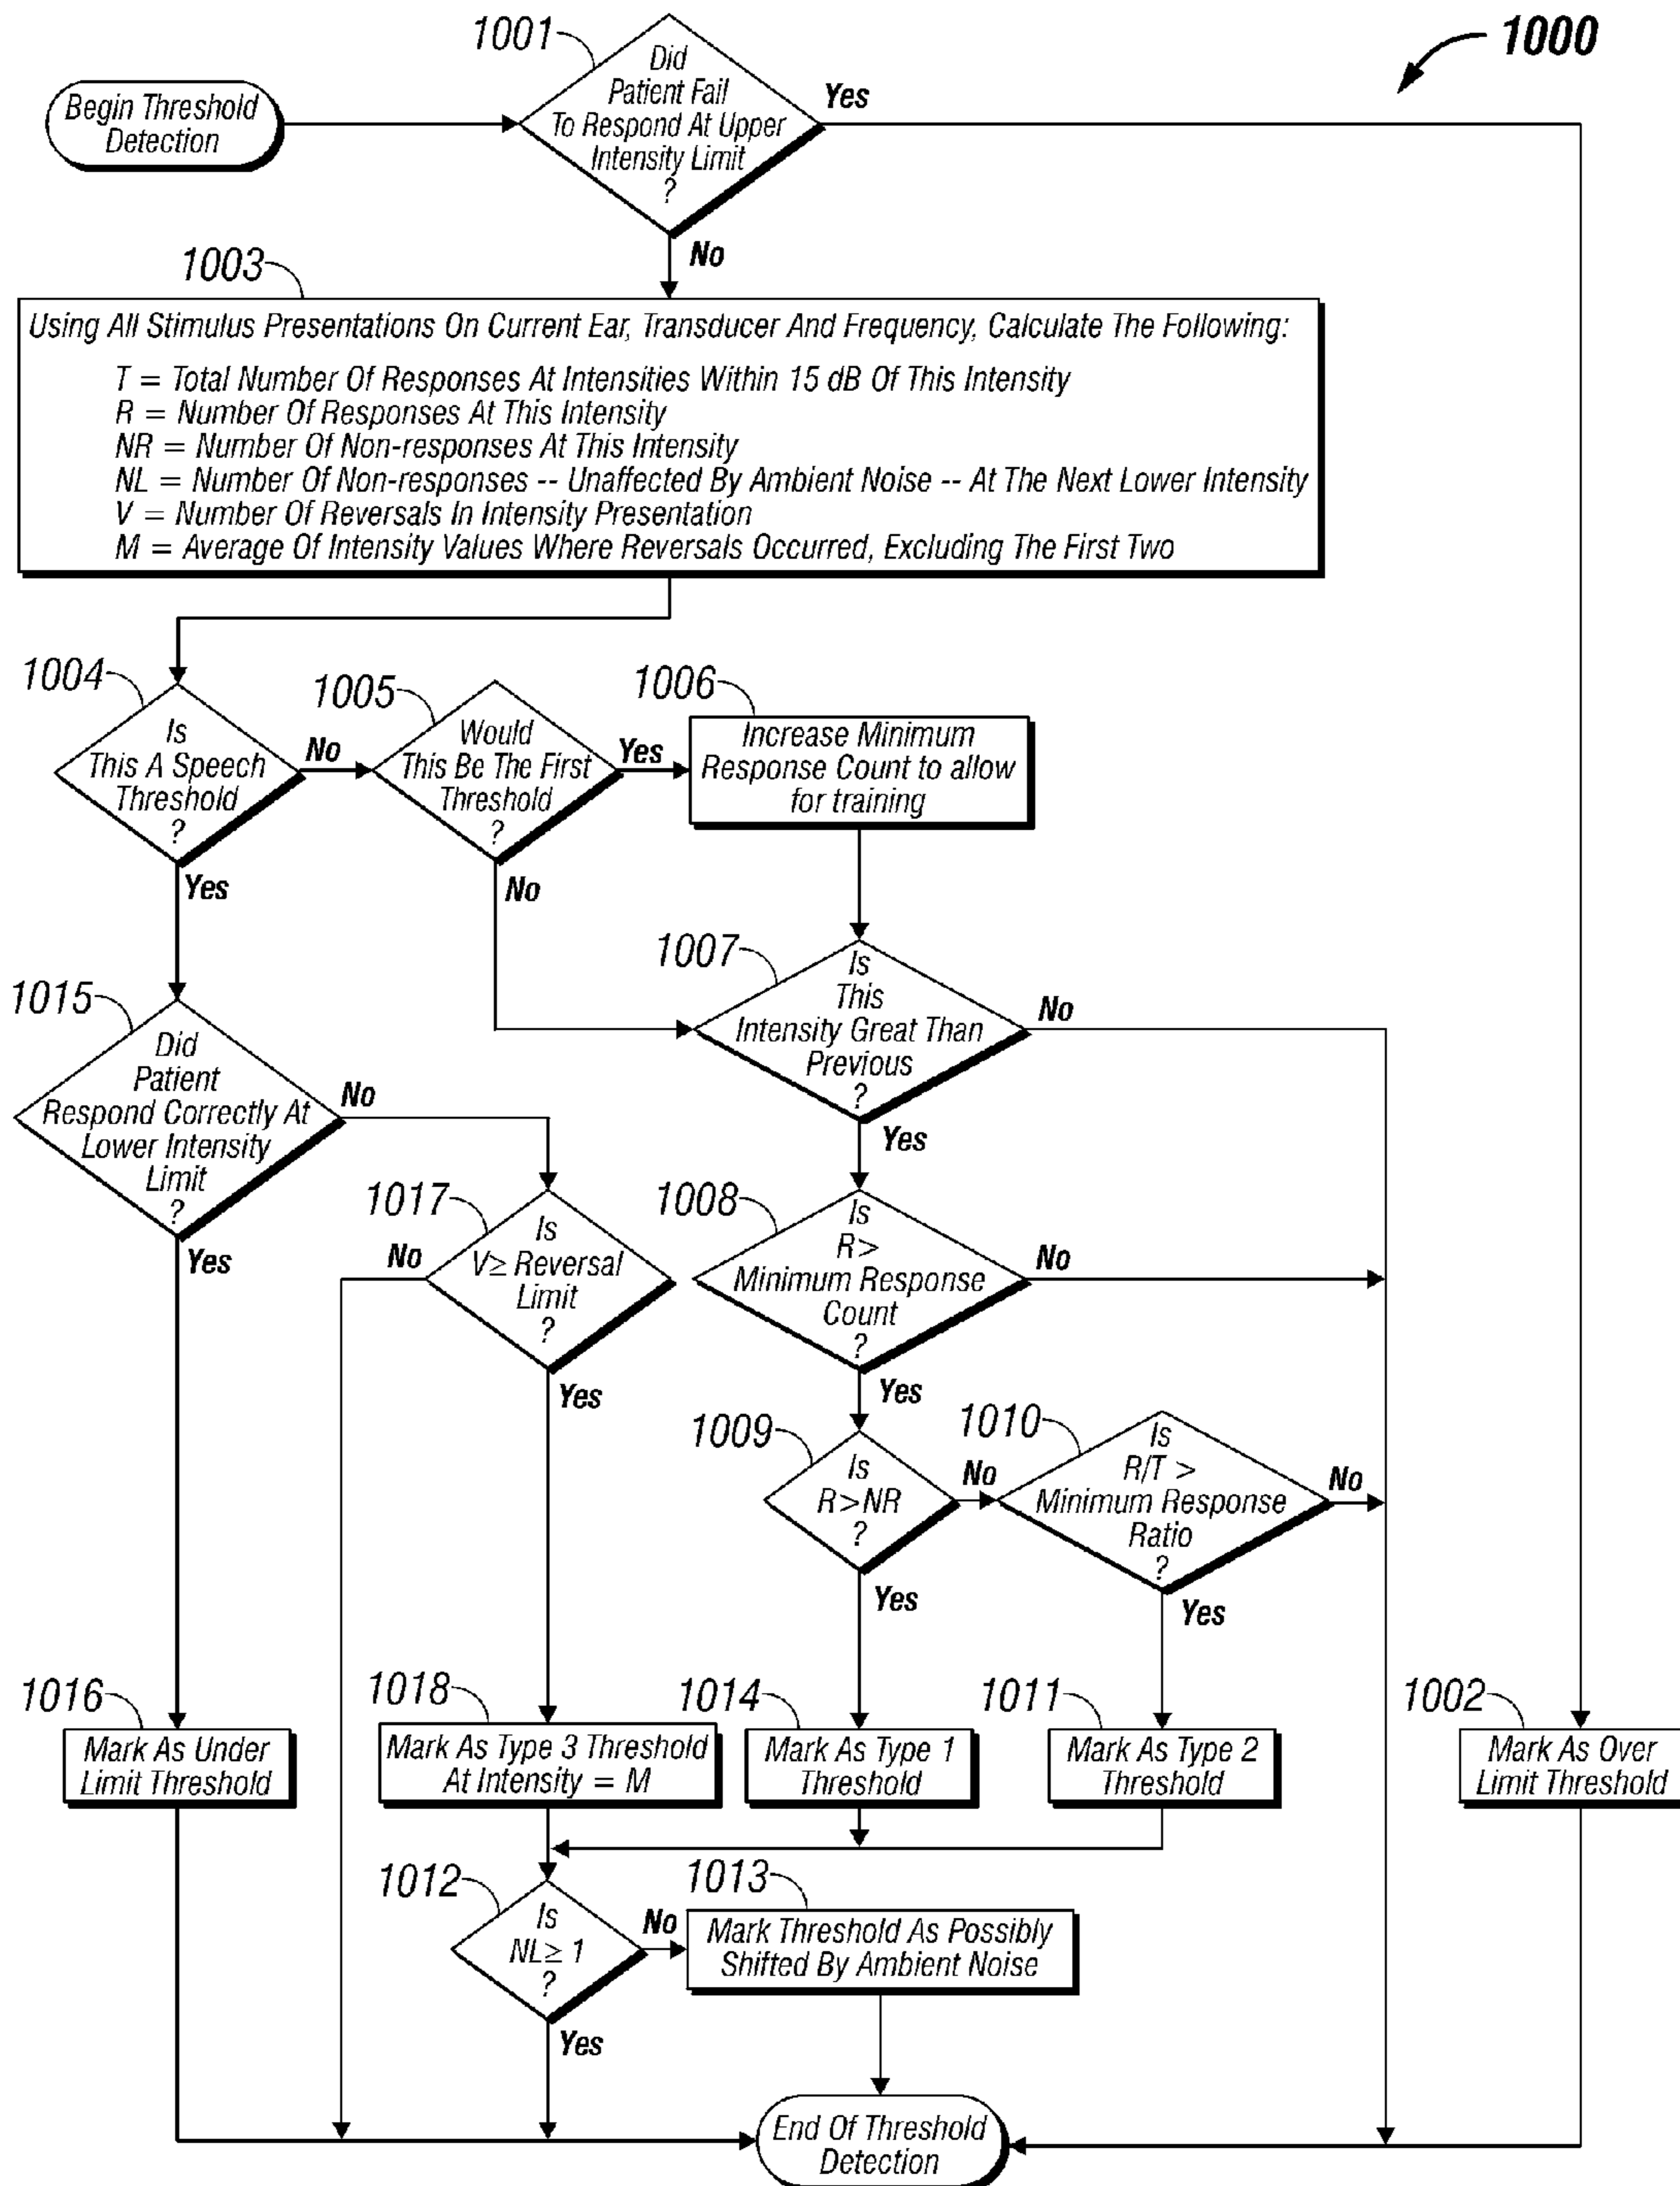 1000
1001
Did
Patient Fail
To Respond At Upper
Intensity Limit
?
Yes
No
Begin Threshold
Detection
1003
Using All Stimulus Presentations On Current Ear, Transducer And Frequency, Calculate The Following:
T = Total Number Of Responses At Intensities Within 15 dB Of This Intensity
R = Number Of Responses At This Intensity
NR = Number Of Non-responses At This Intensity
NL = Number Of Non-responses -- Unaffected By Ambient Noise -- At The Next Lower Intensity
V = Number Of Reversals In Intensity Presentation
M = Average Of Intensity Values Where Reversals Occurred, Excluding The First Two
1004
Is
This A Speech
Threshold
?
No
Yes
1005
Would
This Be The First
Threshold
?
Yes
No
1006
Increase Minimum
Response Count to allow
for training
1007
Is
This
Intensity Great Than
Previous
?
No
Yes
1015
Did
Patient
Respond Correctly At
Lower Intensity
Limit
?
No
Yes
1017
Is
V≥ Reversal
Limit
?
No
Yes
1008
Is
R>
Minimum Response
Count
?
No
Yes
1009
Is
R>NR
?
No
Yes
1010
Is
R/T >
Minimum Response
Ratio
?
No
Yes
1016
Mark As Under
Limit Threshold
1018
Mark As Type 3 Threshold
At Intensity = M
1014
Mark As Type 1
Threshold
1011
Mark As Type 2
Threshold
1002
Mark As Over
Limit Threshold
1012
Is
NL≥ 1
?
No
Yes
1013
Mark Threshold As Possibly
Shifted By Ambient Noise
End Of Threshold
Detection